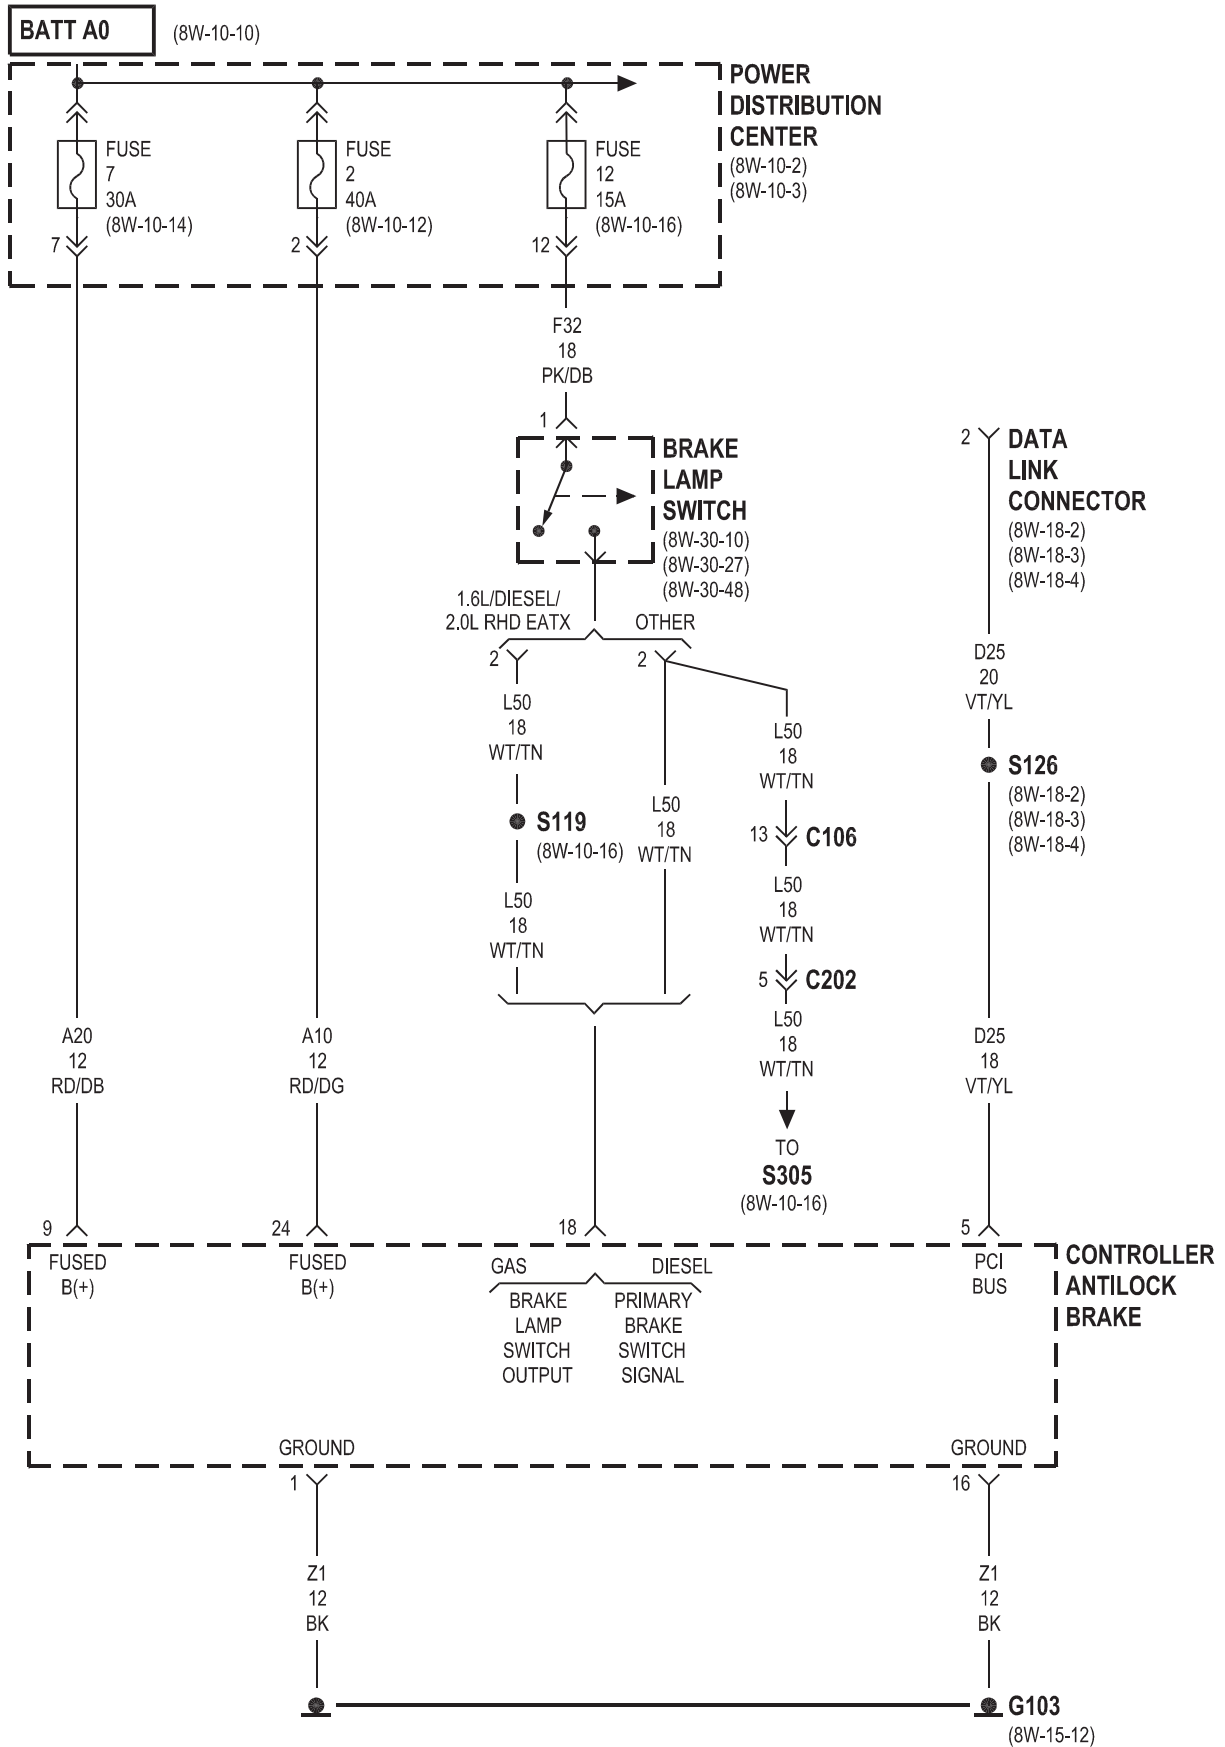 BATT A0 (8W-10-10)
POWER
DISTRIBUTION
CENTER
(8W-10-2)
(8W-10-3)
FUSE
7
30A
(8W-10-14)
7
FUSE
2
40A
(8W-10-12)
2
FUSE
12
15A
(8W-10-16)
12
F32
18
PK/DB
1
BRAKE
LAMP
SWITCH
(8W-30-10)
(8W-30-27)
(8W-30-48)
2
DATA
LINK
CONNECTOR
(8W-18-2)
(8W-18-3)
(8W-18-4)
1.6L/DIESEL/
2.0L RHD EATX
OTHER
2
2
L50
18
WT/TN
S119
(8W-10-16)
L50
18
WT/TN
L50
18
WT/TN
L50
18
WT/TN
13
C106
L50
18
WT/TN
5
C202
L50
18
WT/TN
TO
S305
(8W-10-16)
D25
20
VT/YL
S126
(8W-18-2)
(8W-18-3)
(8W-18-4)
D25
18
VT/YL
A20
12
RD/DB
A10
12
RD/DG
9
24
18
5
FUSED
B(+)
FUSED
B(+)
GAS
DIESEL
BRAKE
LAMP
SWITCH
OUTPUT
PRIMARY
BRAKE
SWITCH
SIGNAL
PCI
BUS
CONTROLLER
ANTILOCK
BRAKE
GROUND
GROUND
1
16
Z1
12
BK
Z1
12
BK
G103
(8W-15-12)